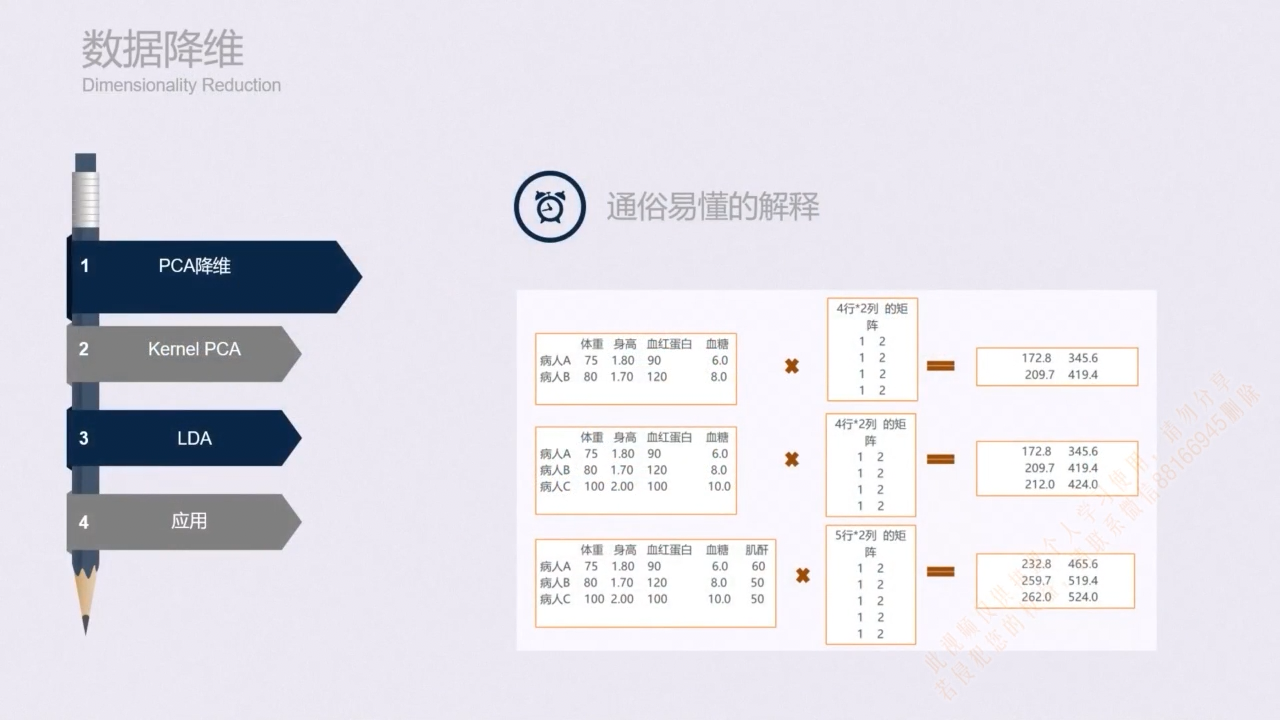 数据降维
Dimensionality Reduction
1 PCA降维
2 Kernel PCA
3 LDA
4 应用
通俗易懂的解释
体重 身高 血红蛋白 血糖
病人A 75 1.80 90 6.0
病人B 80 1.70 120 8.0
4行*2列 的矩
阵
1 2
1 2
1 2
1 2
172.8 345.6
209.7 419.4
体重 身高 血红蛋白 血糖
病人A 75 1.80 90 6.0
病人B 80 1.70 120 8.0
病人C 100 2.00 100 10.0
4行*2列 的矩
阵
1 2
1 2
1 2
1 2
172.8 345.6
209.7 419.4
212.0 424.0
体重 身高 血红蛋白 血糖 肌酐
病人A 75 1.80 90 6.0 60
病人B 80 1.70 120 8.0 50
病人C 100 2.00 100 10.0 50
5行*2列 的矩
阵
1 2
1 2
1 2
1 2
1 2
232.8 465.6
259.7 519.4
262.0 524.0
此视频仅供 个人学习使用，请勿分享
若侵犯您的 联系微信88166945删除